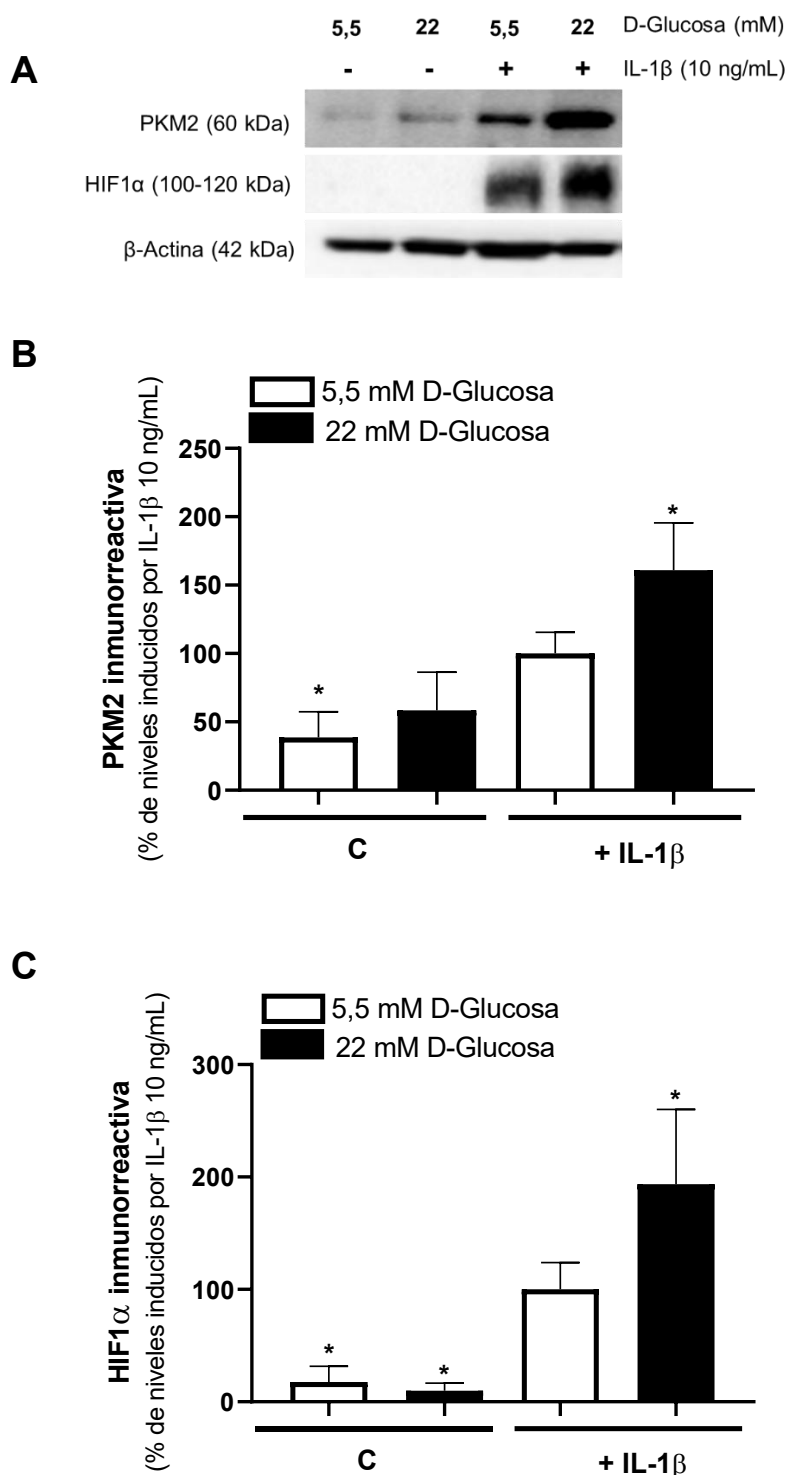 5,5 22 5,5 22 D-Glucosa (mM)
A
- - + + IL-1β (10 ng/mL)
PKM2 (60 kDa)
HIF1α (100-120 kDa)
β-Actina (42 kDa)
B
5,5 mM D-Glucosa
22 mM D-Glucosa
PKM2 inmunorreactiva
(% de niveles inducidos por IL-1β 10 ng/mL)
250
200
150
100
50
0
*
*
C
+ IL-1β
C
5,5 mM D-Glucosa
22 mM D-Glucosa
HIF1α inmunorreactiva
(% de niveles inducidos por IL-1β 10 ng/mL)
300
200
100
0
*
*
*
C
+ IL-1β